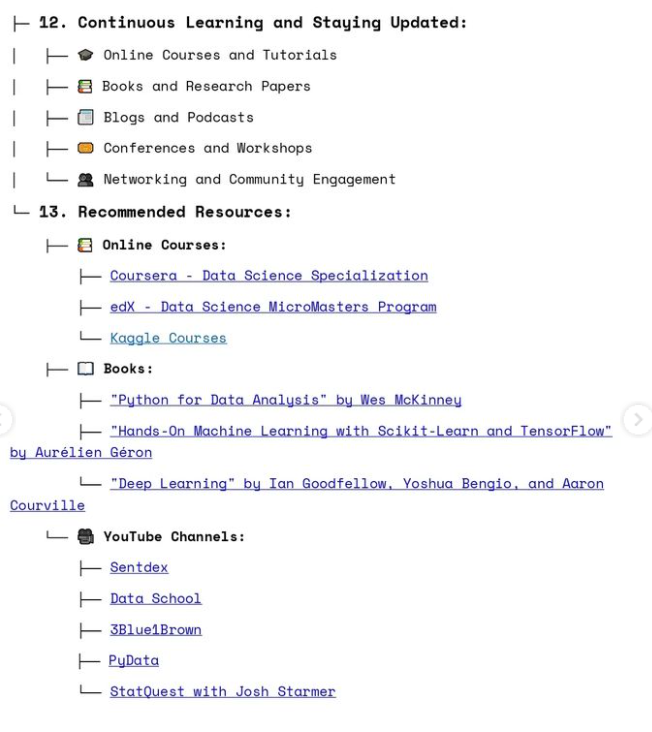 ├─ 12. Continuous Learning and Staying Updated:
│   ├── 🎓 Online Courses and Tutorials
│   ├── 📚 Books and Research Papers
│   ├── 📰 Blogs and Podcasts
│   ├── 🎫 Conferences and Workshops
│   └── 👥 Networking and Community Engagement
└─ 13. Recommended Resources:
    ├── 📚 Online Courses:
        ├── Coursera - Data Science Specialization
        ├── edX - Data Science MicroMasters Program
        └── Kaggle Courses
    ├── 📖 Books:
        ├── "Python for Data Analysis" by Wes McKinney
        ├── "Hands-On Machine Learning with Scikit-Learn and TensorFlow"
by Aurélien Géron
        └── "Deep Learning" by Ian Goodfellow, Yoshua Bengio, and Aaron
Courville
    └── 🎥 YouTube Channels:
        ├── Sentdex
        ├── Data School
        ├── 3Blue1Brown
        ├── PyData
        └── StatQuest with Josh Starmer